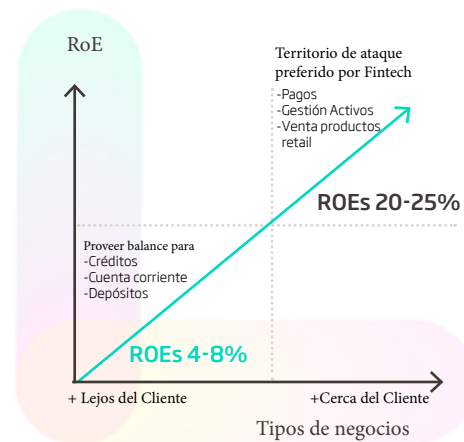 RoE
Territorio de ataque
preferido por Fintech
-Pagos
-Gestión Activos
-Venta productos
retail
ROEs 20-25%
Proveer balance para
-Créditos
-Cuenta corriente
-Depósitos
ROEs 4-8%
+ Lejos del Cliente
+Cerca del Cliente
Tipos de negocios